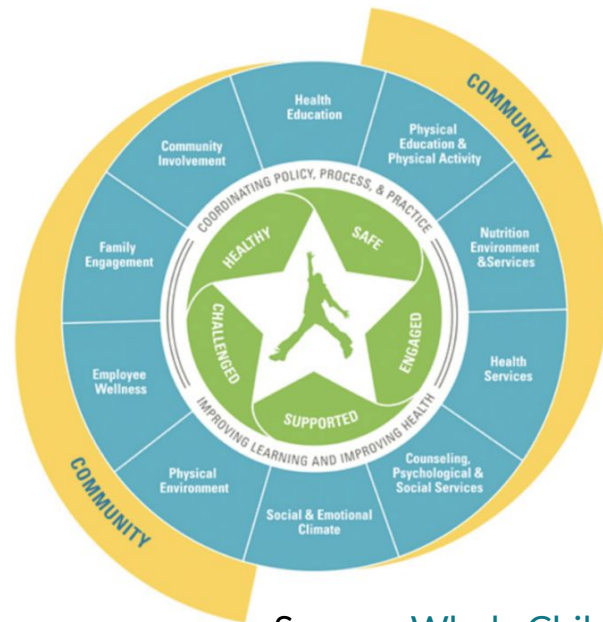 COMMUNITY
Health
Education
Physical
Education &
Physical Activity
Nutrition
Environment
&Services
Health
Services
Counseling,
Psychological &
Social Services
Social & Emotional
Climate
Physical
Environment
Employee
Wellness
Family
Engagement
Community
Involvement
COORDINATING POLICY, PROCESS, & PRACTICE
IMPROVING LEARNING AND IMPROVING HEALTH
HEALTHY
SAFE
ENGAGED
SUPPORTED
CHALLENGED
COMMUNITY